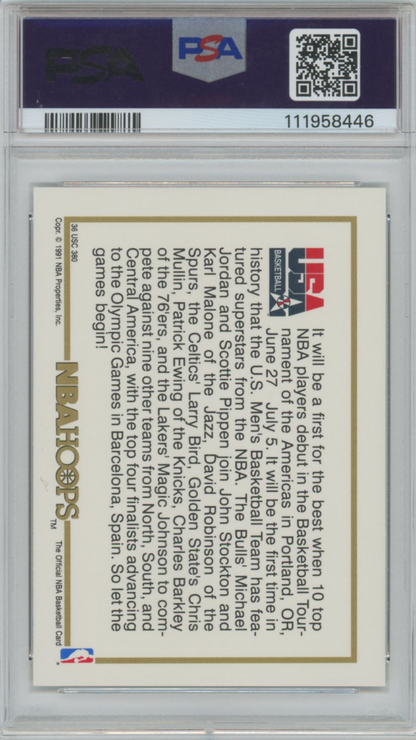 PSA
PSA
111958446
USA
BASKETBALL
It will be a first for the best when 10 top
NBA players debut in the Basketball Tour-
nament of the Americas in Portland, OR,
June 27 July 5. It will be the first time in
history that the U.S. Men's Basketball Team has fea-
tured superstars from the NBA. The Bulls' Michael
Jordan and Scottie Pippen join John Stockton and
Karl Malone of the Jazz, David Robinson of the
Spurs, the Celtics' Larry Bird, Golden State's Chris
Mullin, Patrick Ewing of the Knicks, Charles Barkley
of the 76'ers, and the Lakers' Magic Johnson to com-
pete against nine other teams from North, South, and
Central America, with the top four finalists advancing
to the Olympic Games in Barcelona, Spain. So let the
games begin!
36 USC 380
Copr. © 1991 NBA Properties, Inc.
NBA HOOPS™
The Official NBA Basketball Card